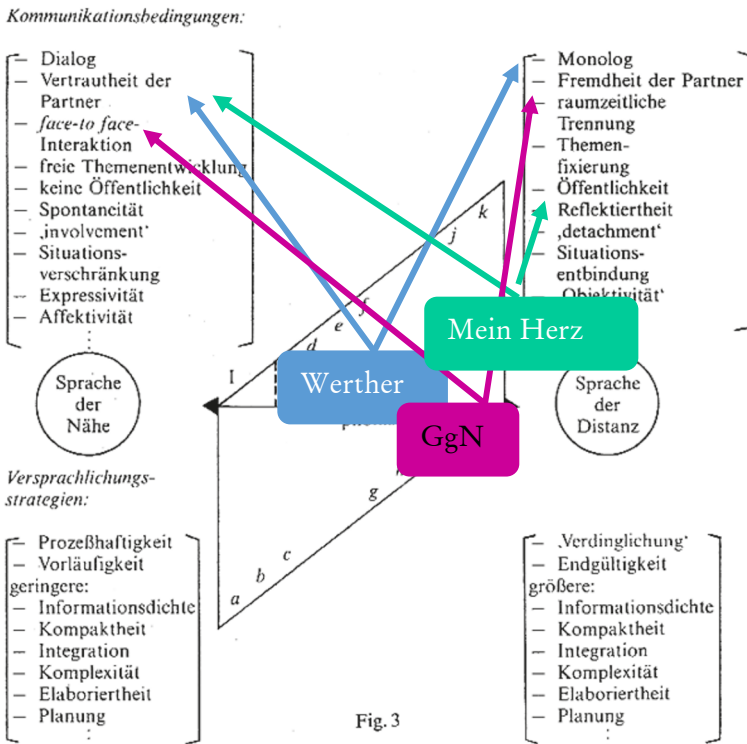 Kommunikationsbedingungen:
– Dialog
– Vertrautheit der
Partner
– face-to face-
Interaktion
– freie Themenentwicklung
– keine Öffentlichkeit
– Spontaneität
– ‚involvement‘
– Situations-
verschränkung
– Expressivität
– Affektivität
⋮
– Monolog
– Fremdheit der Partner
– raumzeitliche
Trennung
– Themen-
fixierung
– Öffentlichkeit
– Reflektiertheit
– ‚detachment‘
– Situations-
entbindung
‚Objektivität‘
k
j
f
e
d
I
Mein Herz
Werther
GgN
Sprache
der
Nähe
Sprache
der
Distanz
g
c
b
a
Versprachlichungs-
strategien:
– Prozeßhaftigkeit
– Vorläufigkeit
geringere:
– Informationsdichte
– Kompaktheit
– Integration
– Komplexität
– Elaboriertheit
– Planung
⋮
– ‚Verdinglichung‘
– Endgültigkeit
größere:
– Informationsdichte
– Kompaktheit
– Integration
– Komplexität
– Elaboriertheit
– Planung
⋮
Fig. 3